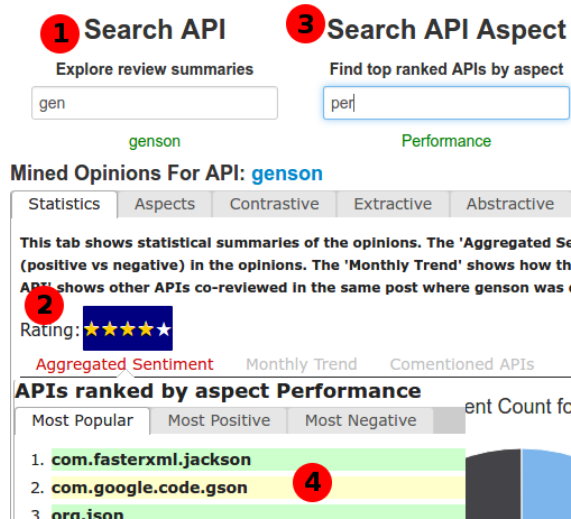 1 Search API
3 Search API Aspect
Explore review summaries
Find top ranked APIs by aspect
gen
per
genson
Performance
Mined Opinions For API: genson
Statistics Aspects Contrastive Extractive Abstractive
This tab shows statistical summaries of the opinions. The 'Aggregated Se
(positive vs negative) in the opinions. The 'Monthly Trend' shows how th
API' shows other APIs co-reviewed in the same post where genson was
2
Rating:
Aggregated Sentiment Monthly Trend Comentioned APIs
APIs ranked by aspect Performance
ent Count fo
Most Popular Most Positive Most Negative
1. com.fasterxml.jackson
2. com.google.code.gson
4
3. org.json